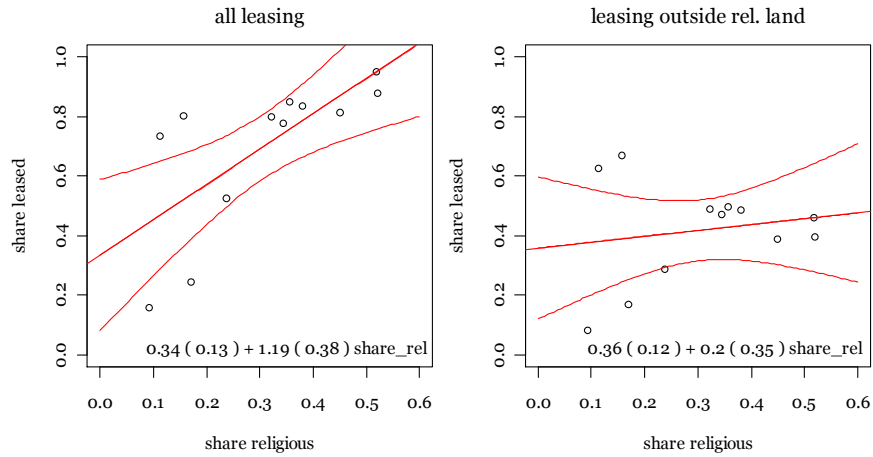 all leasing
share leased
1.0
0.8
0.6
0.4
0.2
0.0
0.34 ( 0.13 ) + 1.19 ( 0.38 ) share_rel
0.0 0.1 0.2 0.3 0.4 0.5 0.6
share religious
leasing outside rel. land
share leased
1.0
0.8
0.6
0.4
0.2
0.0
0.36 ( 0.12 ) + 0.2 ( 0.35 ) share_rel
0.0 0.1 0.2 0.3 0.4 0.5 0.6
share religious